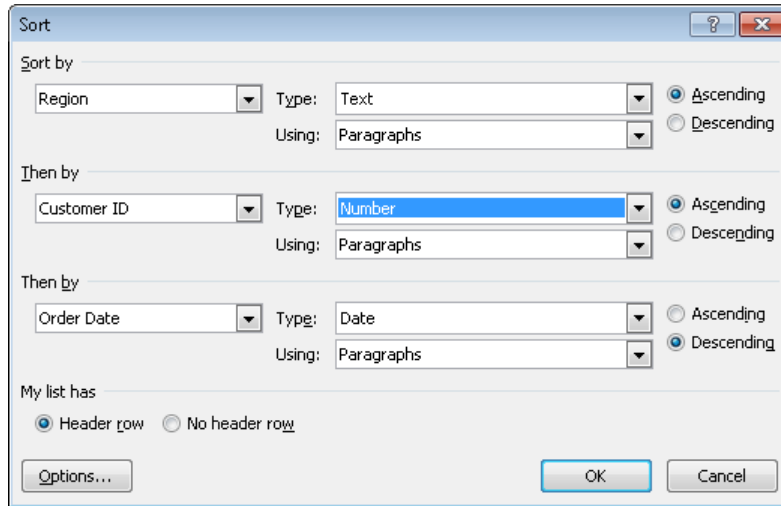 Sort
Sort by
Region Type: Text Ascending
Using: Paragraphs Descending
Then by
Customer ID Type: Number Ascending
Using: Paragraphs Descending
Then by
Order Date Type: Date Ascending
Using: Paragraphs Descending
My list has
Header row No header row
Options... OK Cancel